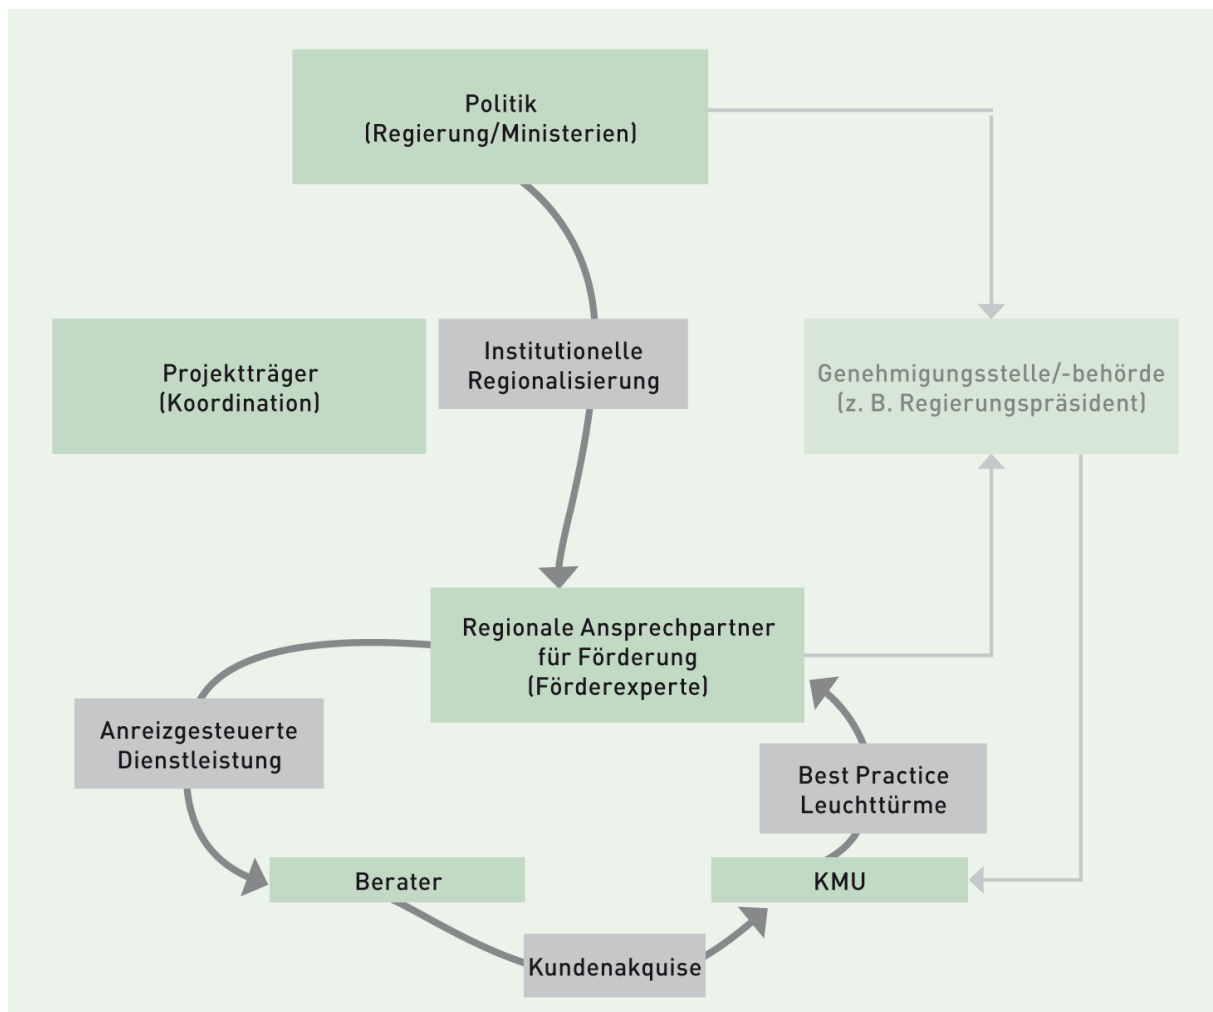 Politik
(Regierung/Ministerien)
Institutionelle
Regionalisierung
Projektträger
(Koordination)
Genehmigungsstelle/-behörde
(z. B. Regierungspräsident)
Regionale Ansprechpartner
für Förderung
(Förderexperte)
Anreizgesteuerte
Dienstleistung
Best Practice
Leuchttürme
Berater
KMU
Kundenakquise